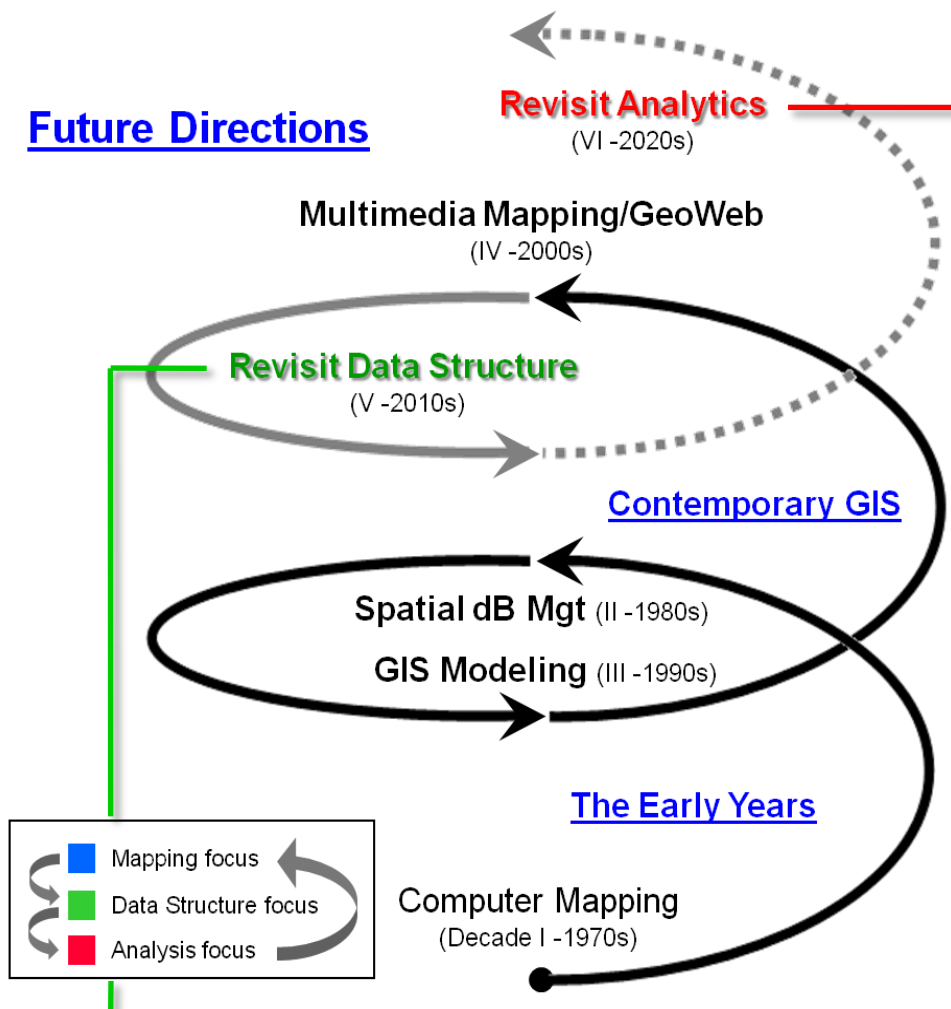 Revisit Analytics
(VI -2020s)
Future Directions
Multimedia Mapping/GeoWeb
(IV -2000s)
Revisit Data Structure
(V -2010s)
Contemporary GIS
Spatial dB Mgt (II -1980s)
GIS Modeling (III -1990s)
The Early Years
Mapping focus
Data Structure focus
Analysis focus
Computer Mapping
(Decade I -1970s)